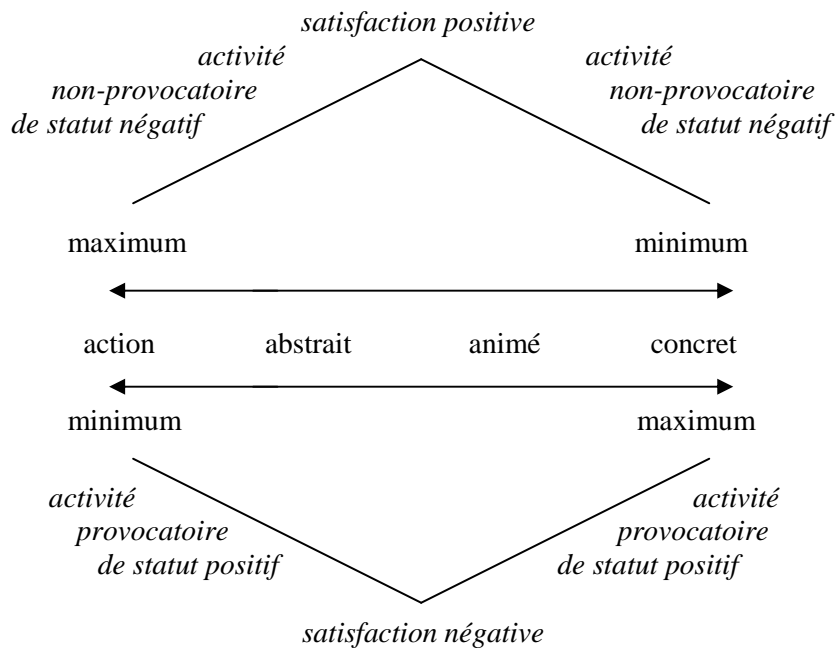 satisfaction positive
activité
non-provocatoire
de statut négatif
activité
non-provocatoire
de statut négatif
maximum minimum
action abstrait animé concret
minimum maximum
activité
provocatoire
de statut positif
activité
provocatoire
de statut positif
satisfaction négative